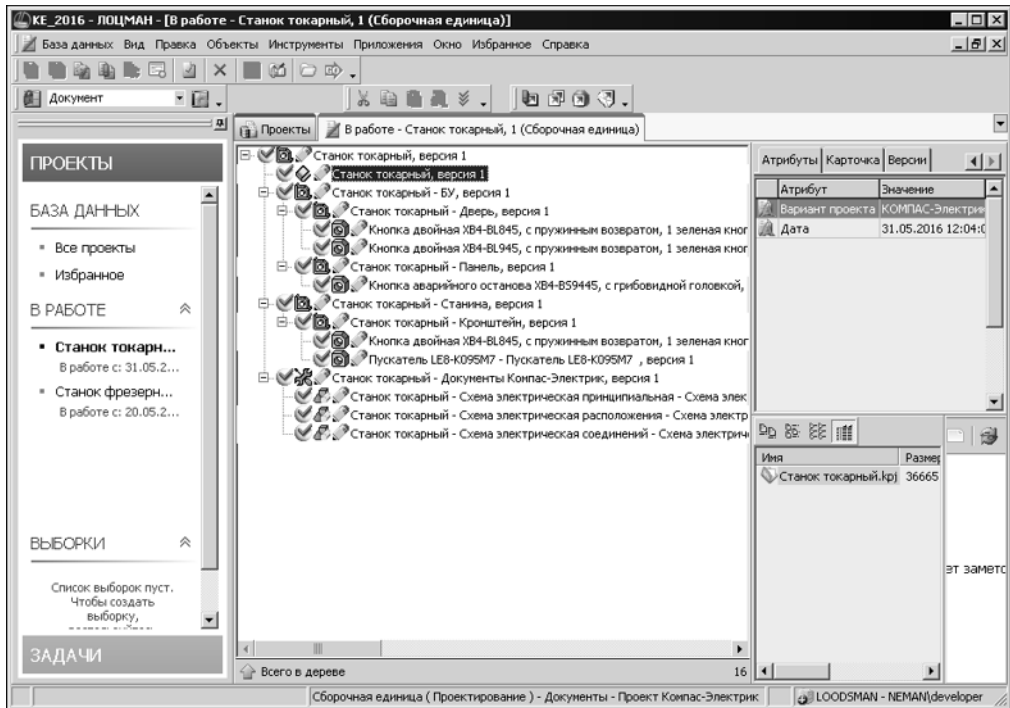 KE_2016 - ЛОЦМАН - [В работе - Станок токарный, 1 (Сборочная единица)]
База данных Вид Правка Объекты Инструменты Приложения Окно Избранное Справка
Документ
Проекты
В работе - Станок токарный, 1 (Сборочная единица)
ПРОЕКТЫ
БАЗА ДАННЫХ
Все проекты
Избранное
В РАБОТЕ
Станок токарн...
В работе с: 31.05.2...
Станок фрезерн...
В работе с: 20.05.2...
ВЫБОРКИ
Список выборок пуст.
Чтобы создать
выборку,
ЗАДАЧИ
Станок токарный, версия 1
Станок токарный, версия 1
Станок токарный - БУ, версия 1
Станок токарный - Дверь, версия 1
Кнопка двойная XB4-BL845, с пружинным возвратом, 1 зеленая кног
Кнопка двойная XB4-BL945, с пружинным возвратом, 1 зеленая кног
Станок токарный - Панель, версия 1
Кнопка аварийного останова XB4-BS9445, с грибовидной головкой,
Станок токарный - Станина, версия 1
Станок токарный - Кронштейн, версия 1
Кнопка двойная XB4-BL845, с пружинным возвратом, 1 зеленая кног
Пускатель LE8-K095M7 - Пускатель LE8-K095M7 , версия 1
Станок токарный - Документы Компас-Электрик, версия 1
Станок токарный - Схема электрическая принципиальная - Схема элек
Станок токарный - Схема электрическая расположения - Схема электр
Станок токарный - Схема электрическая соединений - Схема электрич
Всего в дереве 16
Атрибуты Карточка Версии
Атрибут Значение
Вариант проекта КОМПАС-Электрик
Дата 31.05.2016 12:04:0
Имя Размер
Станок токарный.kpj 36665
ет заметс
Сборочная единица ( Проектирование ) - Документы - Проект Компас-Электрик
LOODSMAN - NEMAN\developer